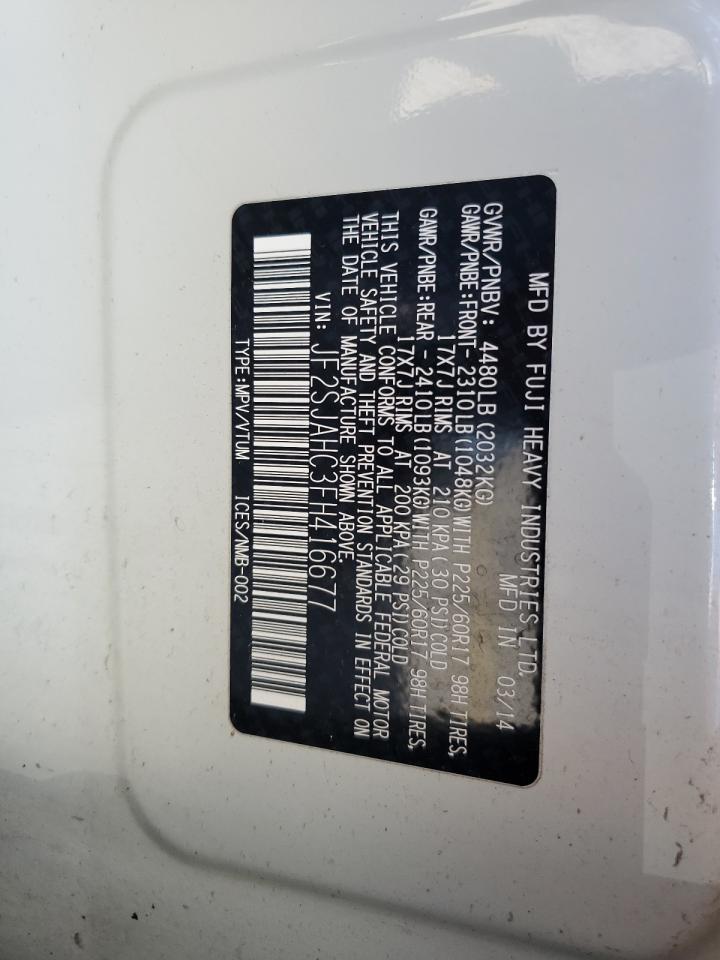 MFD BY FUJI HEAVY INDUSTRIES LTD.
MFD IN 03/14
GVWR/PNBV: 4480LB (2032KG)
GAWR/PNBE:FRONT- 2310LB(1048KG)WITH P225/60R17 98H TIRES,
17X7J RIMS AT 210 KPA( 30 PSI)COLD
GAWR/PNBE:REAR - 2410LB(1093KG)WITH P225/60R17 98H TIRES,
17X7J RIMS AT 200 KPA( 29 PSI)COLD
THIS VEHICLE CONFORMS TO ALL APPLICABLE FEDERAL MOTOR
VEHICLE SAFETY AND THEFT PREVENTION STANDARDS IN EFFECT ON
THE DATE OF MANUFACTURE SHOWN ABOVE.
VIN: JF2SJAHC3FH416677
TYPE:MPV/VTUM ICES/NMB-002